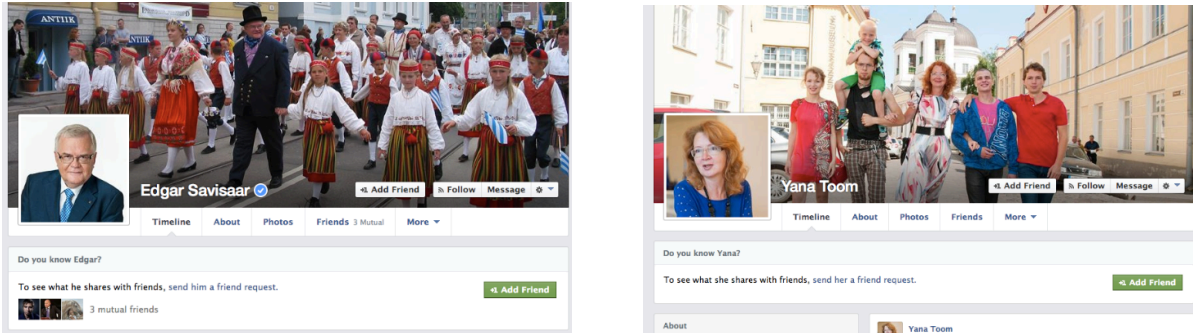 ANTIIK
ANTIIK
Edgar Savisaar
Add Friend
Follow
Message
Timeline
About
Photos
Friends 3 Mutual
More
Do you know Edgar?
To see what he shares with friends, send him a friend request.
Add Friend
3 mutual friends
Yana Toom
Add Friend
Follow
Message
Timeline
About
Photos
Friends
More
Do you know Yana?
To see what she shares with friends, send her a friend request.
Add Friend
About
Yana Toom